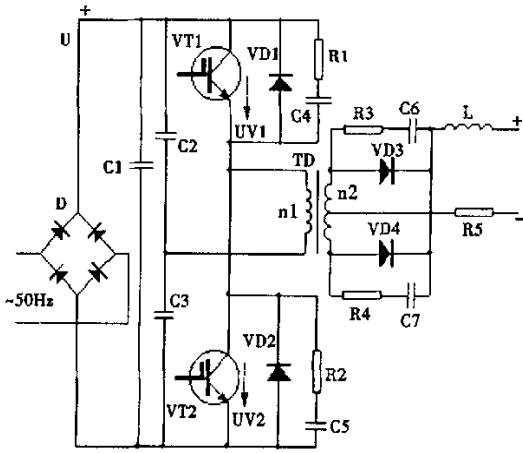 +
U
VT1
VD1
R1
C4
UV1
C2
C1
R3
C6
L
+
TD
VD3
n1
n2
D
VD4
R5
−
C3
~50Hz
R4
C7
VD2
R2
VT2
UV2
C5